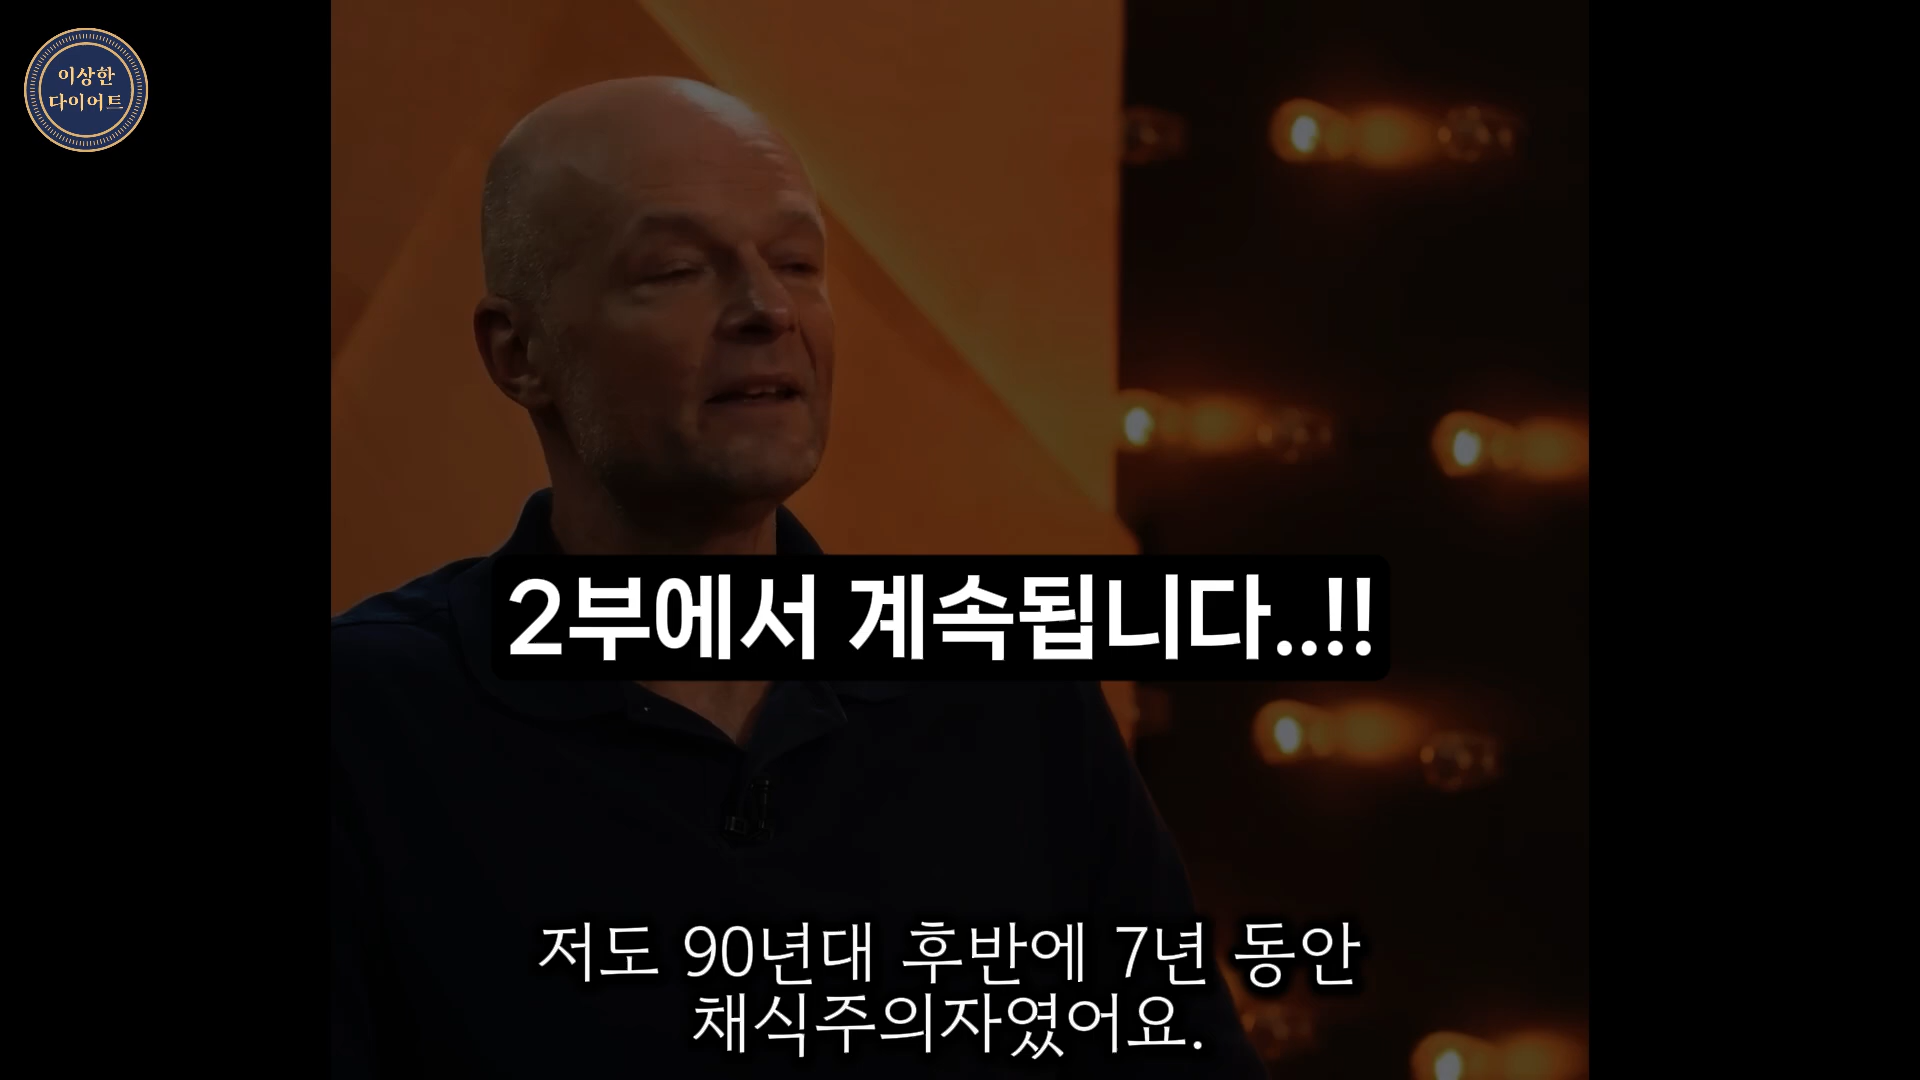 이상한
다이어트
2부에서 계속됩니다..!!
저도 90년대 후반에 7년 동안
채식주의자였어요.